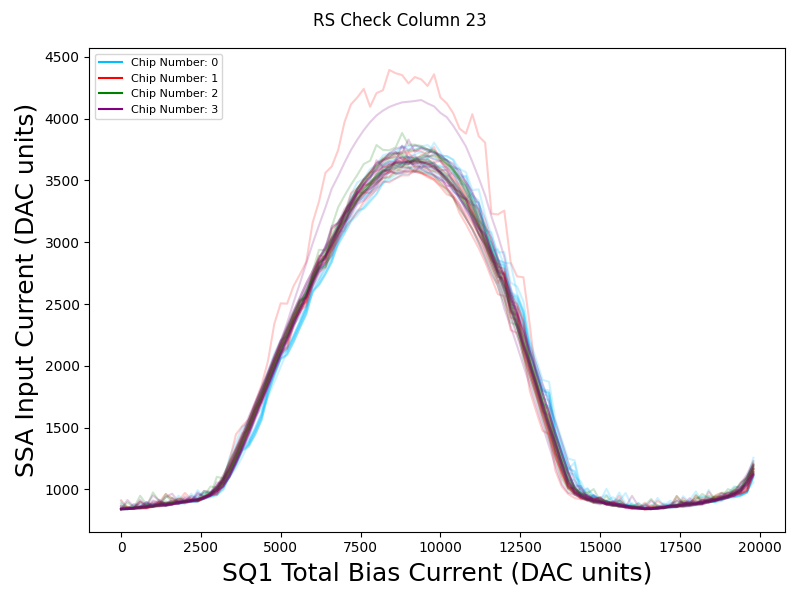 RS Check Column 23
4500
4000
3500
3000
2500
2000
1500
1000
Chip Number: 0
Chip Number: 1
Chip Number: 2
Chip Number: 3
SSA Input Current (DAC units)
0 2500 5000 7500 10000 12500 15000 17500 20000
SQ1 Total Bias Current (DAC units)